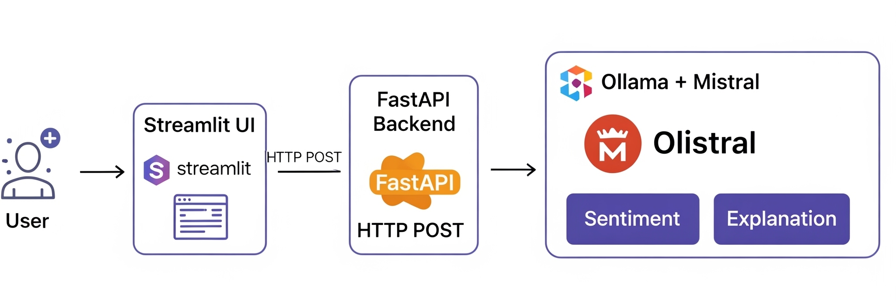 User
Streamlit UI
streamlit
HTTP POST
FastAPI
Backend
FastAPI
HTTP POST
Ollama + Mistral
M
Olistral
Sentiment
Explanation